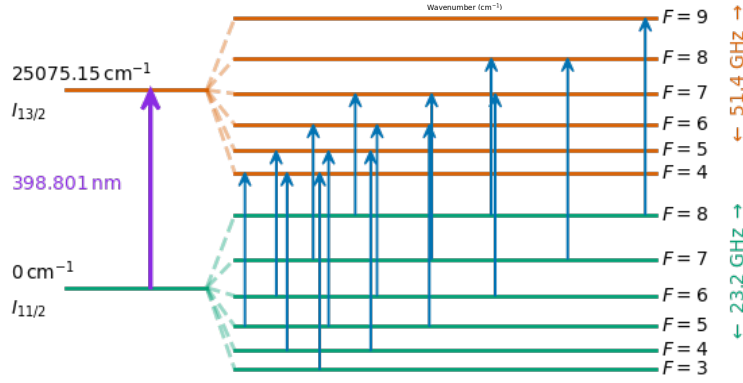 Wavenumber (cm⁻¹)
25075.15 cm⁻¹
I₁₃/₂
398.801 nm
0 cm⁻¹
I₁₁/₂
F = 9
F = 8
F = 7
F = 6
F = 5
F = 4
F = 8
F = 7
F = 6
F = 5
F = 4
F = 3
← 51.4 GHz →
← 23.2 GHz →